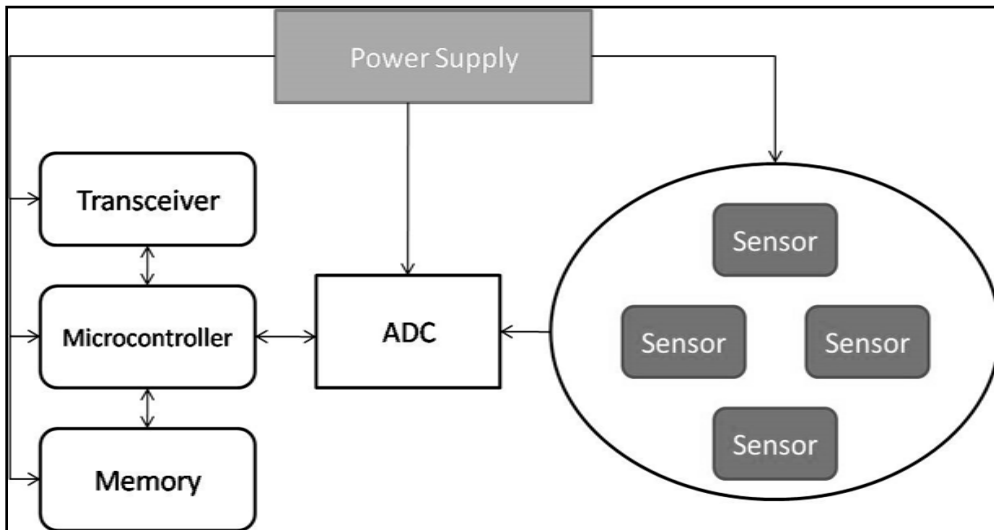 Power Supply
Transceiver
Sensor
Microcontroller
ADC
Sensor
Sensor
Memory
Sensor